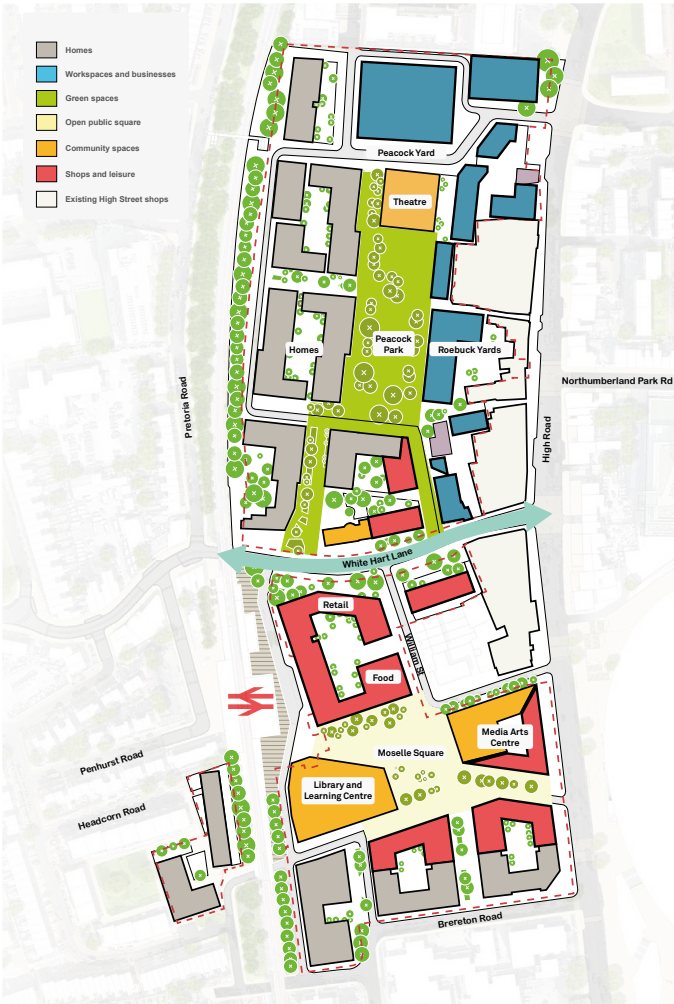 Homes
Workspaces and businesses
Green spaces
Open public square
Community spaces
Shops and leisure
Existing High Street shops
Peacock Yard
Theatre
Homes
Peacock
Park
Roebuck Yards
Northumberland Park Rd
Pretoria Road
High Road
White Hart Lane
Retail
William St
Food
Media Arts
Centre
Moselle Square
Penhurst Road
Library and
Learning Centre
Headcorn Road
Brereton Road